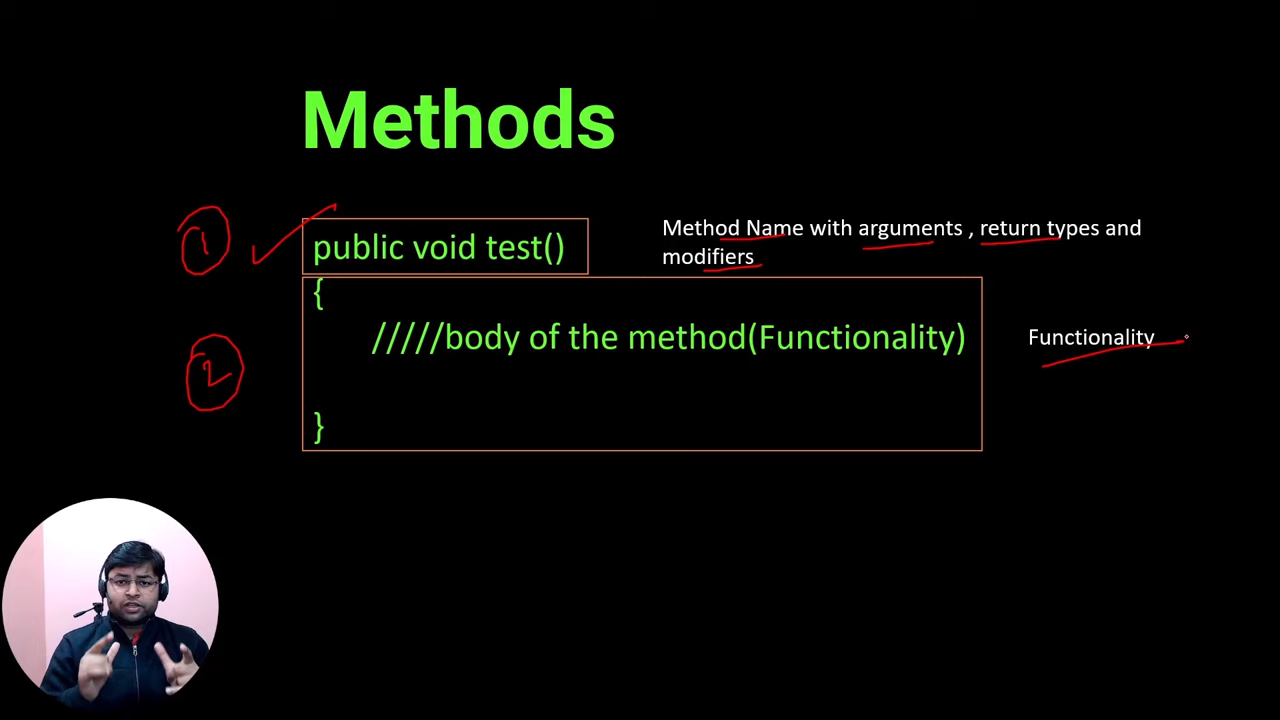 Methods
1
public void test()
Method Name with arguments , return types and
modifiers
{
/////body of the method(Functionality)
Functionality
2
}